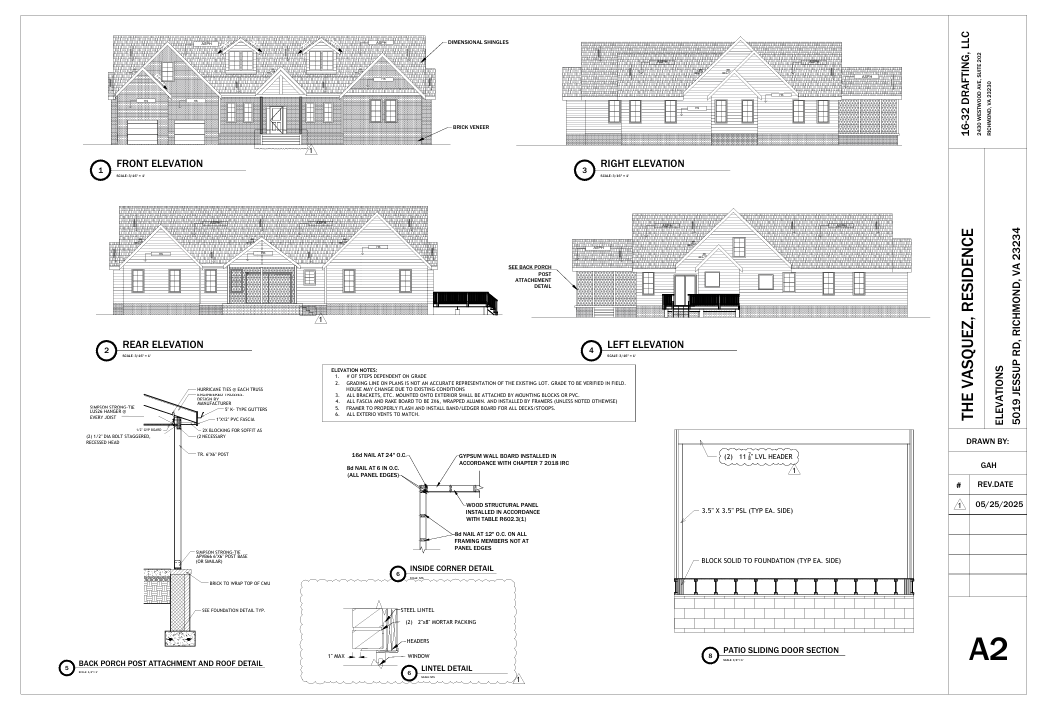 DIMENSIONAL SHINGLES
BRICK VENEER
1
1 FRONT ELEVATION
SCALE: 3/16" = 1'
3 RIGHT ELEVATION
SCALE: 3/16" = 1'
SEE BACK PORCH
POST
ATTACHEMENT
DETAIL
1
2 REAR ELEVATION
SCALE: 3/16" = 1'
4 LEFT ELEVATION
SCALE: 3/16" = 1'
ELEVATION NOTES:
1. # OF STEPS DEPENDENT ON GRADE
2. GRADING LINE ON PLANS IS NOT AN ACCURATE REPRESENTATION OF THE EXISTING LOT. GRADE TO BE VERIFIED IN FIELD.
HOUSE MAY CHANGE DUE TO EXISTING CONDITIONS
3. ALL BRACKETS, ETC. MOUNTED ONTO EXTERIOR SHALL BE ATTACHED BY MOUNTING BLOCKS OR PVC.
4. ALL FASCIA AND RAKE BOARD TO BE 2X6, WRAPPED ALUMIN. AND INSTALLED BY FRAMERS (UNLESS NOTED OTHERWISE)
5. FRAMER TO PROPERLY FLASH AND INSTALL BAND/LEDGER BOARD FOR ALL DECKS/STOOPS.
6. ALL EXTERIO VENTS TO MATCH.
HURRICANE TIES @ EACH TRUSS
DESIGN BY
MANUFACTURER
5" K- TYPE GUTTERS
1"X12" PVC FASCIA
2X BLOCKING FOR SOFFIT AS
(2 NECESSARY
SIMPSON STRONG-TIE
LUS26 HANGER @
EVERY JOIST
1/2" GYP BOARD
(2) 1/2" DIA BOLT STAGGERED,
RECESSED HEAD
TR. 6"X6" POST
SIMPSON STRONG-TIE
APVB66 6"X6" POST BASE
(OR SIMILAR)
BRICK TO WRAP TOP OF CMU
SEE FOUNDATION DETAIL TYP.
5 BACK PORCH POST ATTACHMENT AND ROOF DETAIL
16d NAIL AT 24" O.C.
8d NAIL AT 6 IN O.C.
(ALL PANEL EDGES)
GYPSUM WALL BOARD INSTALLED IN
ACCORDANCE WITH CHAPTER 7 2018 IRC
WOOD STRUCTURAL PANEL
INSTALLED IN ACCORDANCE
WITH TABLE R602.3(1)
8d NAIL AT 12" O.C. ON ALL
FRAMING MEMBERS NOT AT
PANEL EDGES
6 INSIDE CORNER DETAIL
STEEL LINTEL
(2) 2"x8" MORTAR PACKING
HEADERS
1" MAX
WINDOW
6 LINTEL DETAIL
1
(2) 11 7/8" LVL HEADER
1
3.5" X 3.5" PSL (TYP EA. SIDE)
BLOCK SOLID TO FOUNDATION (TYP EA. SIDE)
8 PATIO SLIDING DOOR SECTION
16-32 DRAFTING, LLC
2430 WESTWOOD AVE. SUITE 202
RICHMOND, VA 23230
THE VASQUEZ, RESIDENCE
ELEVATIONS
5019 JESSUP RD, RICHMOND, VA 23234
DRAWN BY:
GAH
# REV.DATE
1 05/25/2025
A2